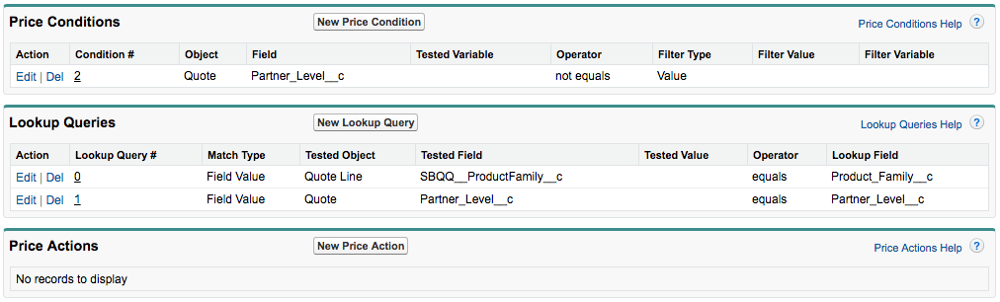 Price Conditions New Price Condition Price Conditions Help ?
Action Condition # Object Field Tested Variable Operator Filter Type Filter Value Filter Variable
Edit | Del 2 Quote Partner_Level__c not equals Value
Lookup Queries New Lookup Query Lookup Queries Help ?
Action Lookup Query # Match Type Tested Object Tested Field Tested Value Operator Lookup Field
Edit | Del 0 Field Value Quote Line SBQQ__ProductFamily__c equals Product_Family__c
Edit | Del 1 Field Value Quote Partner_Level__c equals Partner_Level__c
Price Actions New Price Action Price Actions Help ?
No records to display